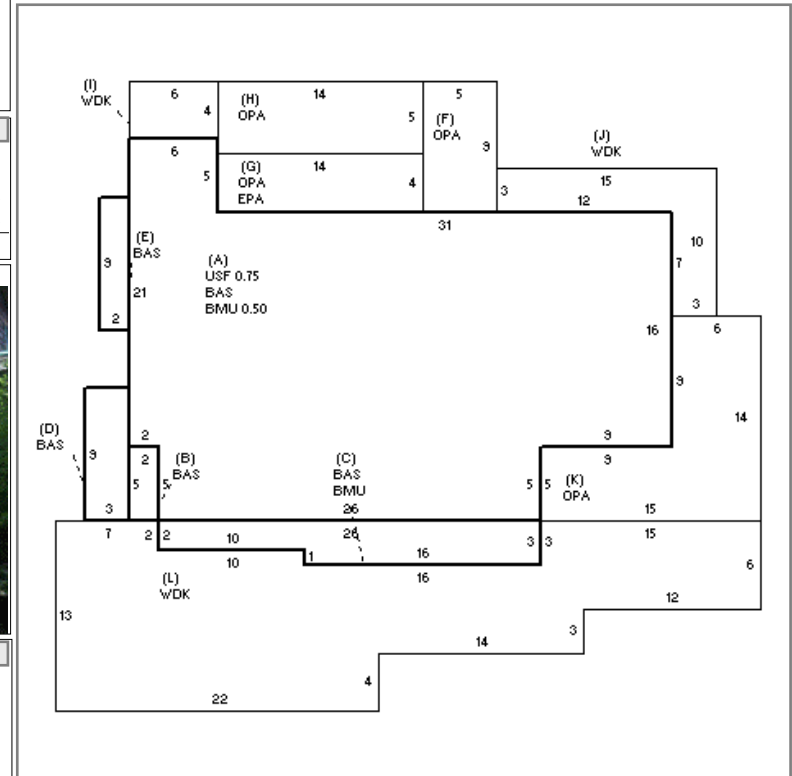 (I)
WDK
6
4
(H)
OPA
14
5
5
(F)
OPA
9
(J)
WDK
6
5
(G)
OPA
EPA
14
4
3
15
12
31
10
7
3
6
(E)
BAS
9
21
2
(A)
USF 0.75
BAS
BMU 0.50
16
9
14
(D)
BAS
9
3
2
2
5
5
(B)
BAS
(C)
BAS
BMU
26
9
9
5
5
(K)
OPA
15
7
2
2
10
26
3
3
15
10
1
16
16
6
(L)
WDK
13
12
3
14
4
22